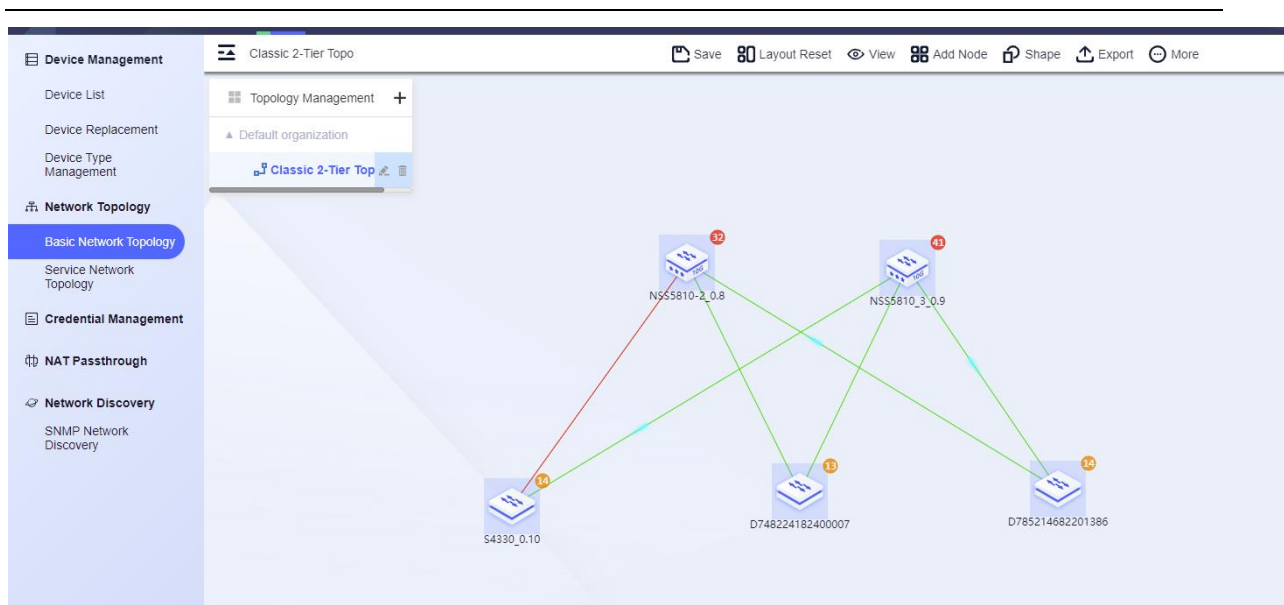 Device Management
Device List
Device Replacement
Device Type
Management
Network Topology
Basic Network Topology
Service Network
Topology
Credential Management
NAT Passthrough
Network Discovery
SNMP Network
Discovery
Classic 2-Tier Topo
Save
Layout Reset
View
Add Node
Shape
Export
More
Topology Management +
Default organization
Classic 2-Tier Top
32
10G
NSS5810-2_0.8
41
10G
NSS5810_3_0.9
14
S4330_0.10
13
D748224182400007
14
D785214682201386